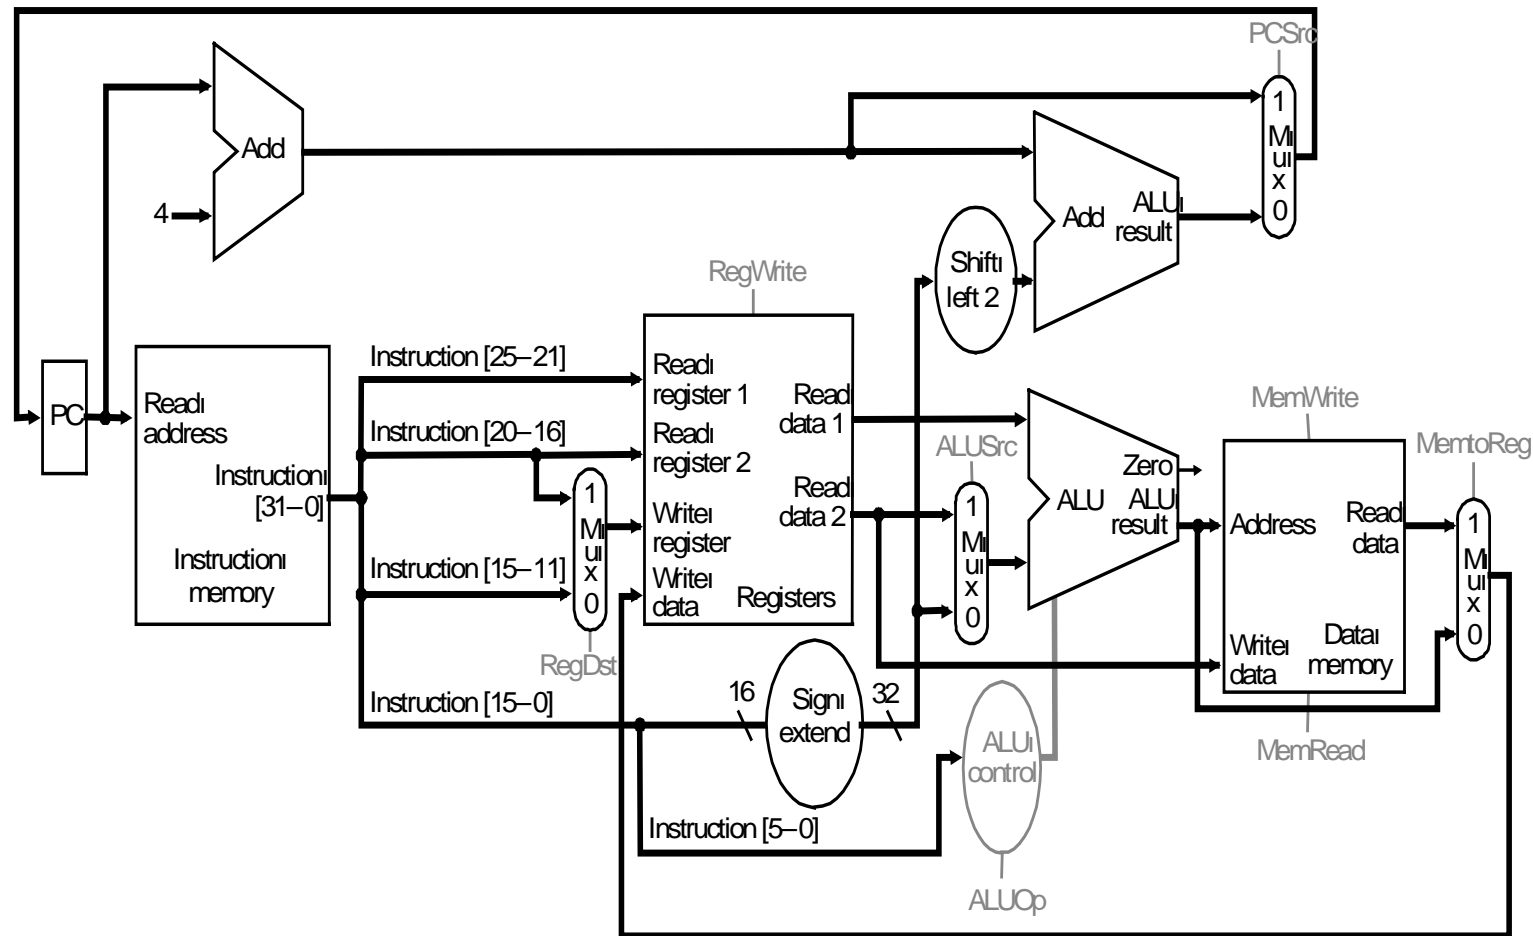 PCSrc
1
Mux
0
Add
4
Add
ALU
result
Shift
left 2
RegWrite
PC
Read
address
Instruction
[31–0]
Instruction
memory
Instruction [25–21]
Instruction [20–16]
Instruction [15–11]
Instruction [15–0]
Instruction [5–0]
1
Mux
0
RegDst
Read
register 1
Read
register 2
Write
register
Write
data
Read
data 1
Read
data 2
Registers
16
Sign
extend
32
ALUSrc
1
Mux
0
Zero
ALU
ALU
result
ALU
control
ALUOp
MemWrite
Address
Read
data
Write
data
Data
memory
MemRead
MemtoReg
1
Mux
0